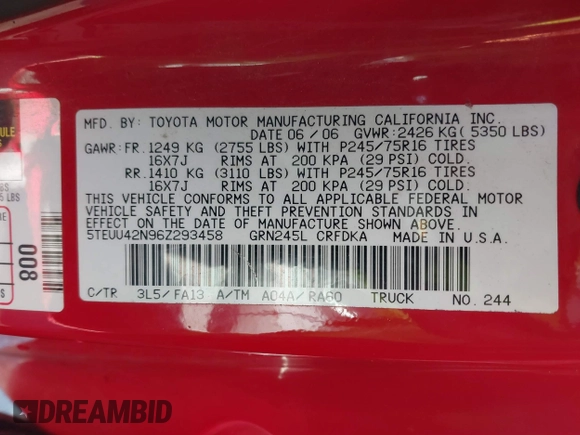 MFD. BY: TOYOTA MOTOR MANUFACTURING CALIFORNIA INC.
DATE 06 / 06 GVWR: 2426 KG ( 5350 LBS)
GAWR: FR. 1249 KG (2755 LBS) WITH P245/75R16 TIRES
16X7J RIMS AT 200 KPA (29 PSI) COLD.
RR. 1410 KG (3110 LBS) WITH P245/75R16 TIRES
16X7J RIMS AT 200 KPA (29 PSI) COLD.
THIS VEHICLE CONFORMS TO ALL APPLICABLE FEDERAL MOTOR
VEHICLE SAFETY AND THEFT PREVENTION STANDARDS IN
EFFECT ON THE DATE OF MANUFACTURE SHOWN ABOVE.
5TEUU42N96Z293458 GRN245L CRFDKA MADE IN U.S.A.
C/TR 3L5/ FA13 A/TM A04A/ RA60 TRUCK NO. 244
008
LBS
DREAMBID